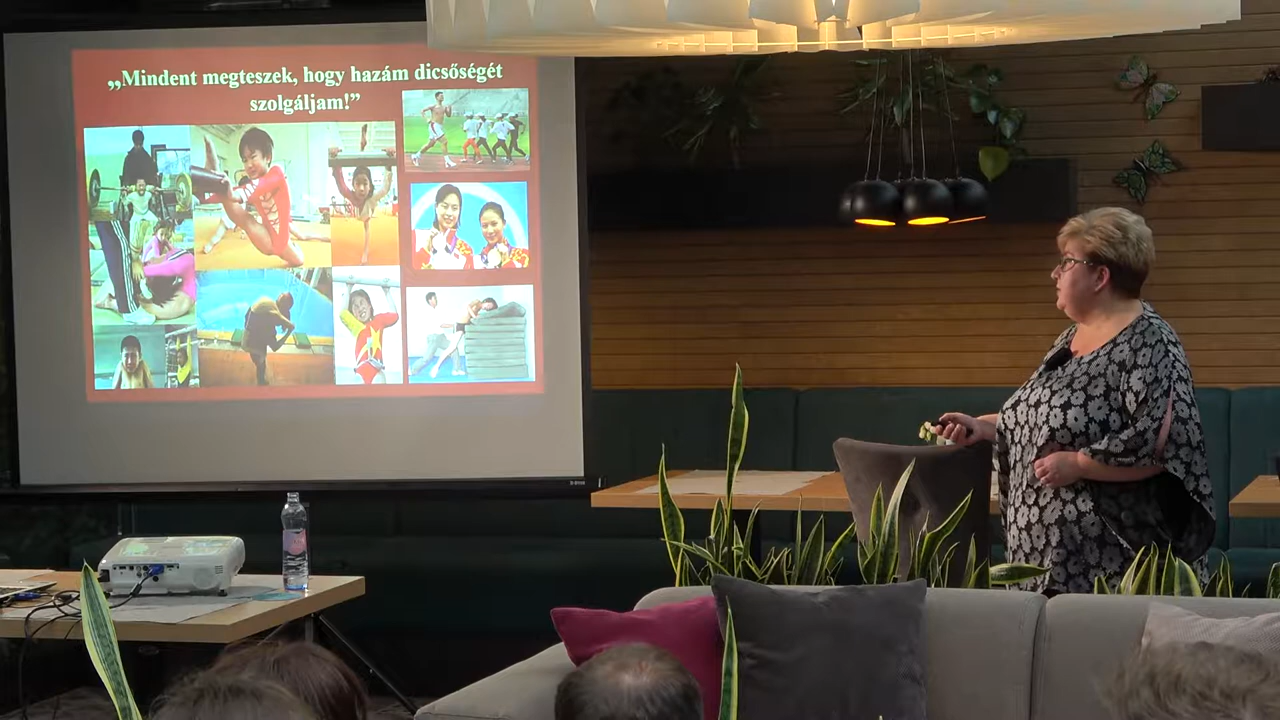 „Mindent megteszek, hogy hazám dicsőségét
szolgáljam!”